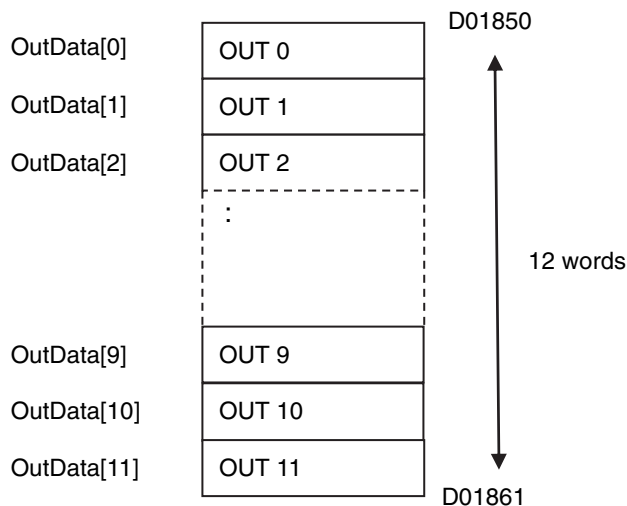 D01850
OutData[0] OUT 0
OutData[1] OUT 1
OutData[2] OUT 2
:
12 words
OutData[9] OUT 9
OutData[10] OUT 10
OutData[11] OUT 11
D01861